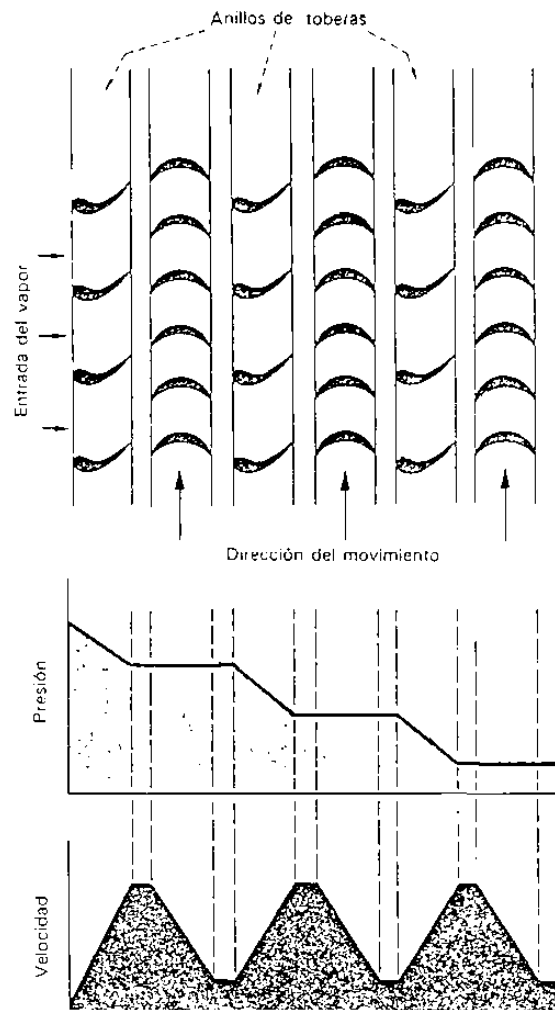 Anillos de toberas
Entrada del vapor
Dirección del movimiento
Presión
Velocidad